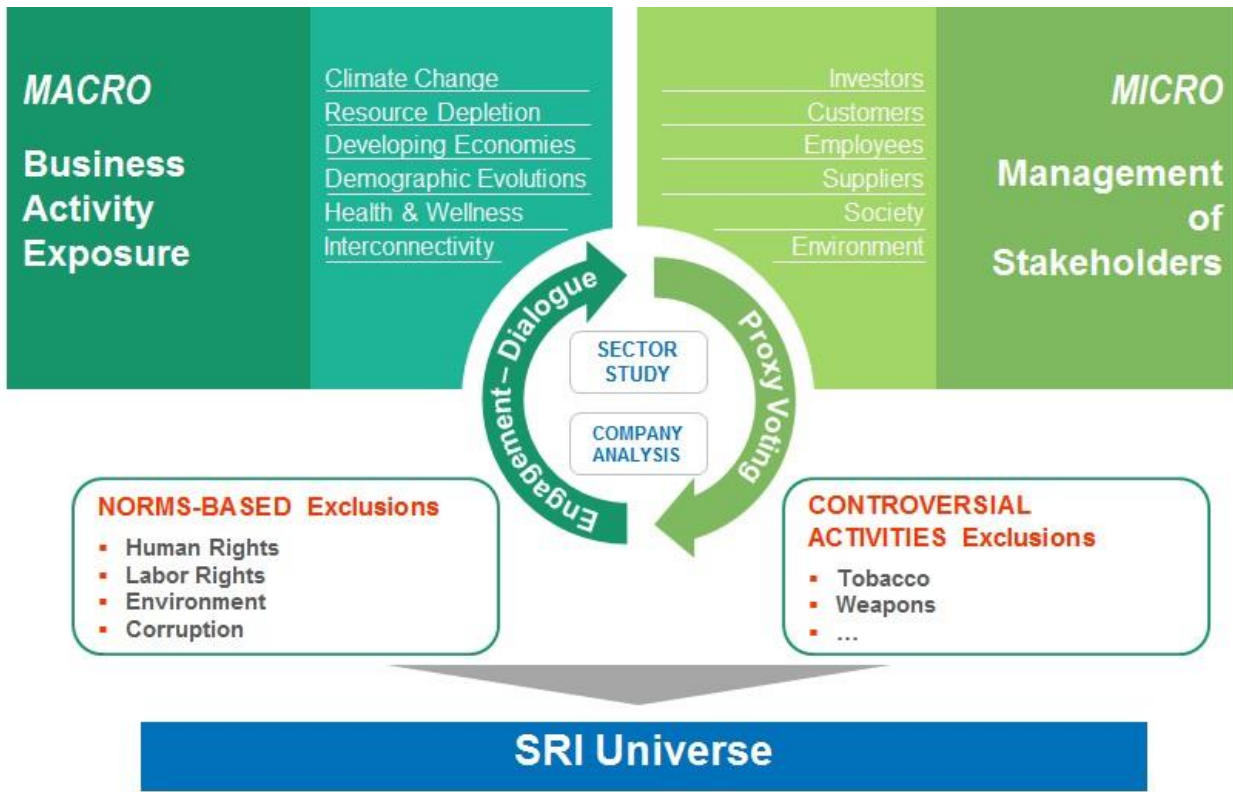 MACRO
Business
Activity
Exposure
Climate Change
Resource Depletion
Developing Economies
Demographic Evolutions
Health & Wellness
Interconnectivity
Investors
Customers
Employees
Suppliers
Society
Environment
MICRO
Management
of
Stakeholders
Engagement – Dialogue
Proxy Voting
SECTOR
STUDY
COMPANY
ANALYSIS
NORMS-BASED Exclusions
▪ Human Rights
▪ Labor Rights
▪ Environment
▪ Corruption
CONTROVERSIAL
ACTIVITIES Exclusions
▪ Tobacco
▪ Weapons
▪ ...
SRI Universe